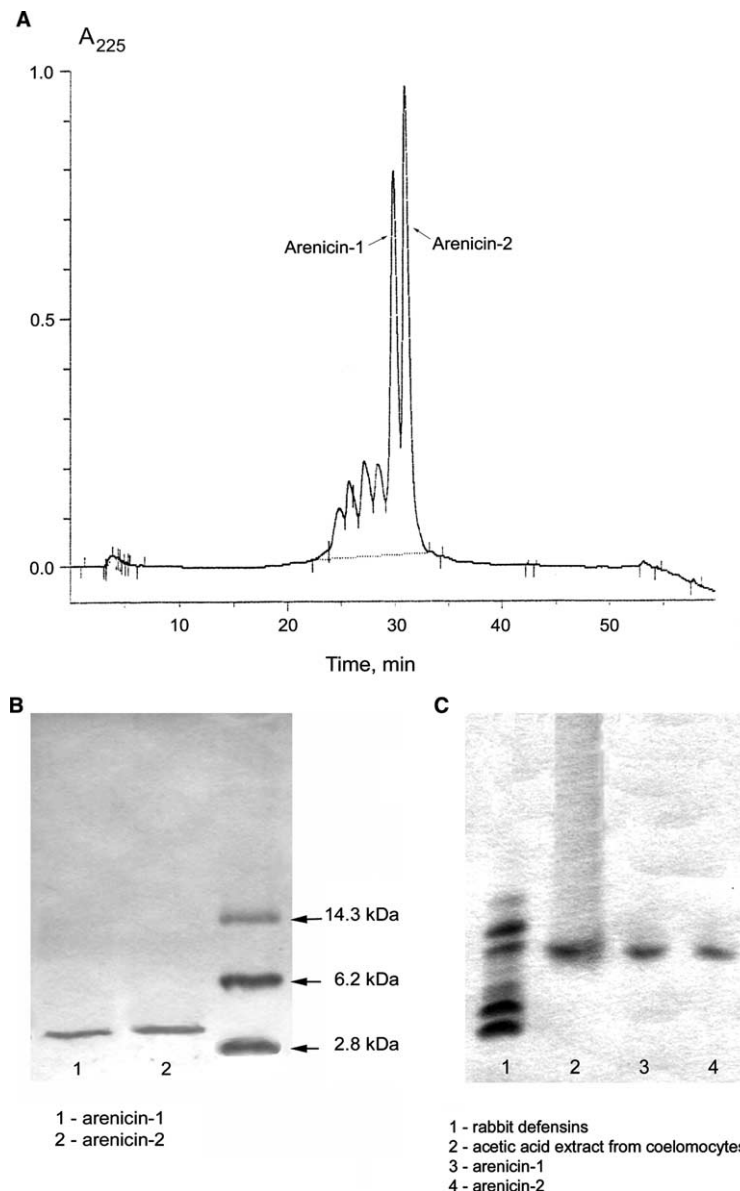 A
A225
1.0
Arenicin-1
Arenicin-2
0.5
0.0
10 20 30 40 50
Time, min
B
14.3 kDa
6.2 kDa
2.8 kDa
1 2
1 - arenicin-1
2 - arenicin-2
C
1 2 3 4
1 - rabbit defensins
2 - acetic acid extract from coelomocytes
3 - arenicin-1
4 - arenicin-2